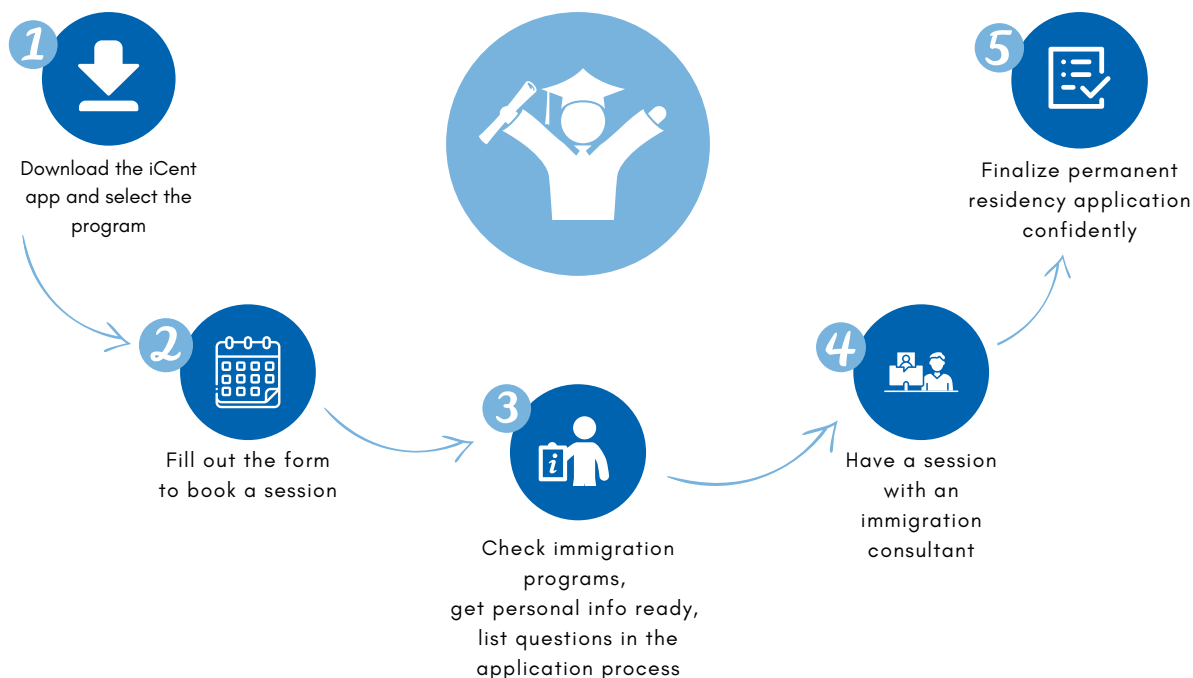 1
Download the iCent
app and select the
program
2
Fill out the form
to book a session
3
i
Check immigration
programs,
get personal info ready,
list questions in the
application process
4
Have a session
with an
immigration
consultant
5
Finalize permanent
residency application
confidently